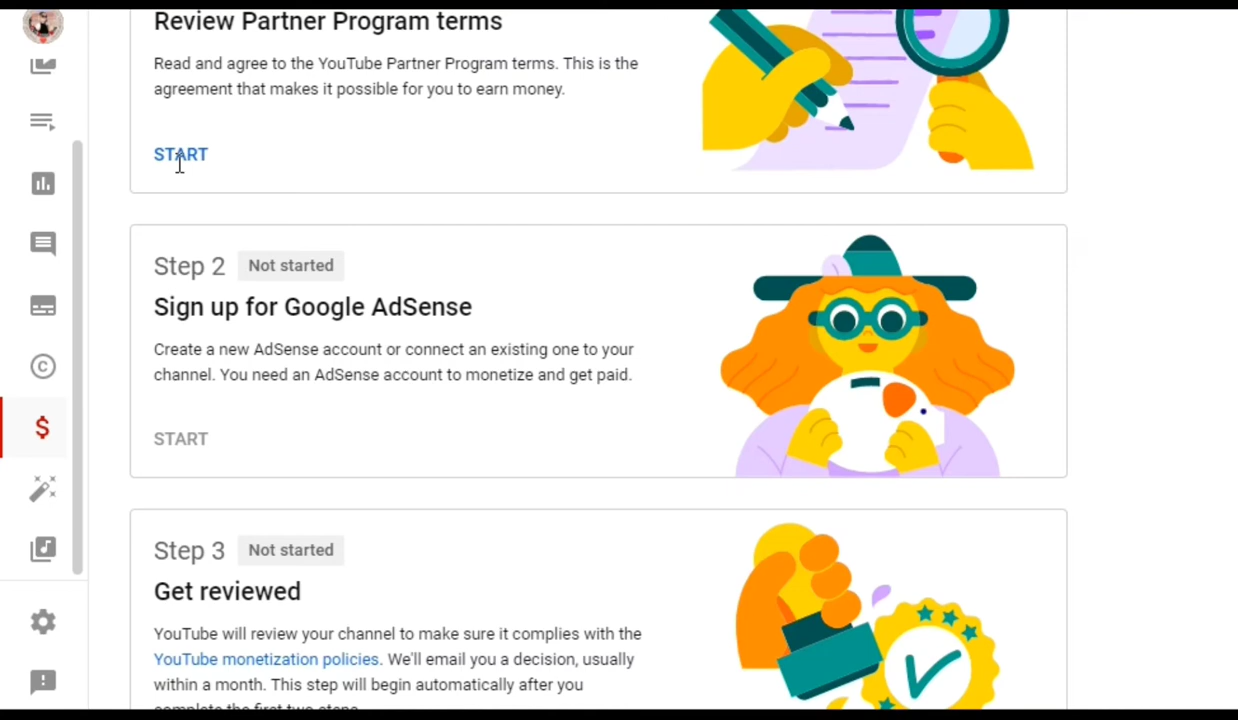 Review Partner Program terms
Read and agree to the YouTube Partner Program terms. This is the
agreement that makes it possible for you to earn money.
START
Step 2 Not started
Sign up for Google AdSense
Create a new AdSense account or connect an existing one to your
channel. You need an AdSense account to monetize and get paid.
START
Step 3 Not started
Get reviewed
YouTube will review your channel to make sure it complies with the
YouTube monetization policies. We'll email you a decision, usually
within a month. This step will begin automatically after you
complete the first two steps.